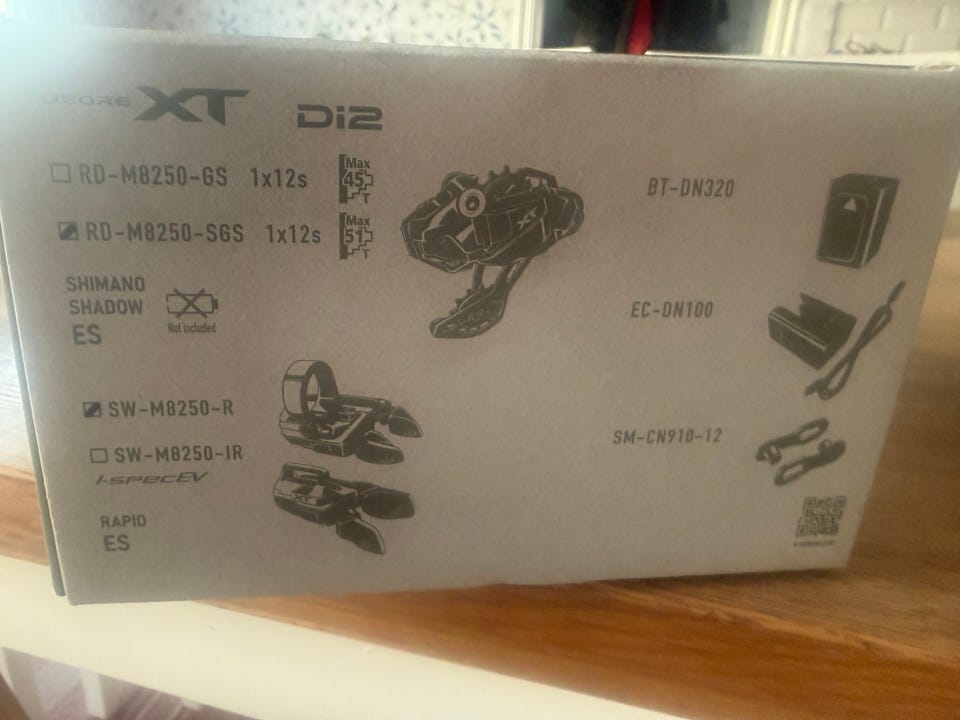 DEORE XT Di2
RD-M8250-GS 1x12s Max 45T
RD-M8250-SGS 1x12s Max 51T
SHIMANO
SHADOW
ES
Not included
SW-M8250-R
SW-M8250-IR
I-SPEC EV
RAPID
ES
XT
BT-DN320
EC-DN100
SM-CN910-12